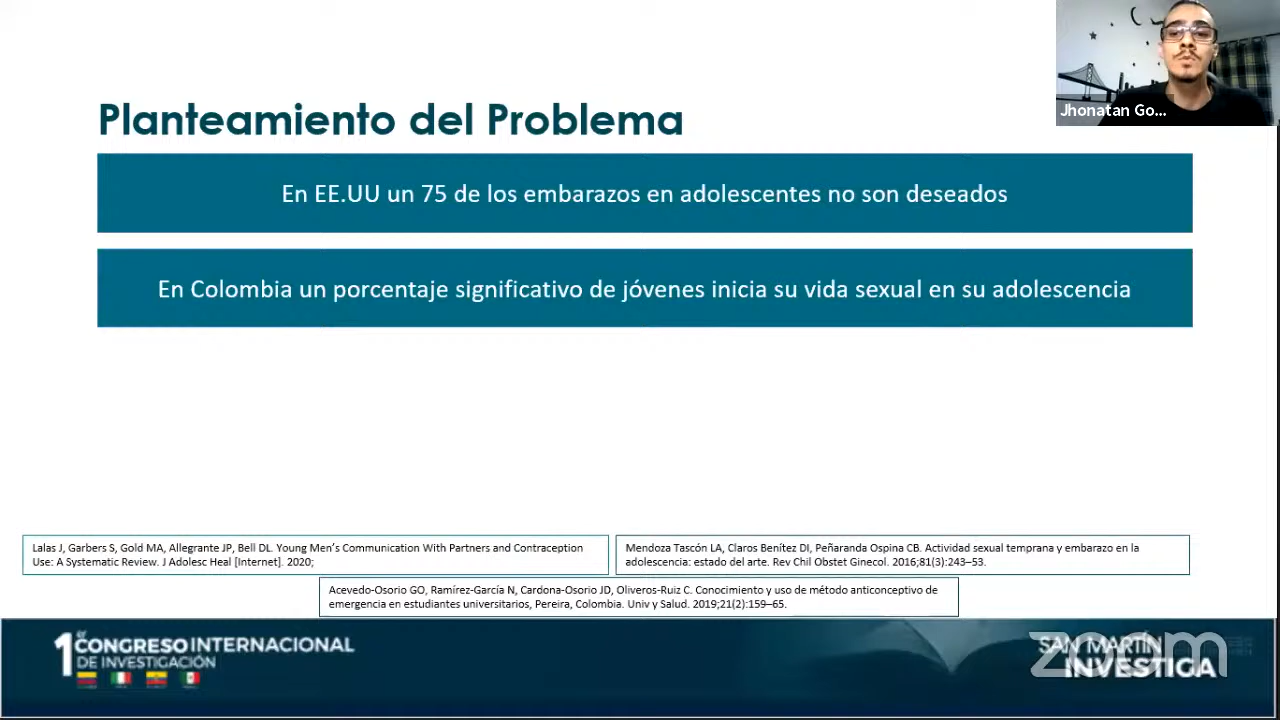 Jhonatan Go...
Planteamiento del Problema
En EE.UU un 75 de los embarazos en adolescentes no son deseados
En Colombia un porcentaje significativo de jóvenes inicia su vida sexual en su adolescencia
Lalas J, Garbers S, Gold MA, Allegrante JP, Bell DL. Young Men's Communication With Partners and Contraception
Use: A Systematic Review. J Adolesc Heal [Internet]. 2020;
Mendoza Tascón LA, Claros Benítez DI, Peñaranda Ospina CB. Actividad sexual temprana y embarazo en la
adolescencia: estado del arte. Rev Chil Obstet Ginecol. 2016;81(3):243–53.
Acevedo-Osorio GO, Ramírez-García N, Cardona-Osorio JD, Oliveros-Ruiz C. Conocimiento y uso de método anticonceptivo de
emergencia en estudiantes universitarios, Pereira, Colombia. Univ y Salud. 2019;21(2):159–65.
1er CONGRESO INTERNACIONAL
DE INVESTIGACIÓN
SAN MARTÍN
INVESTIGA
zoom